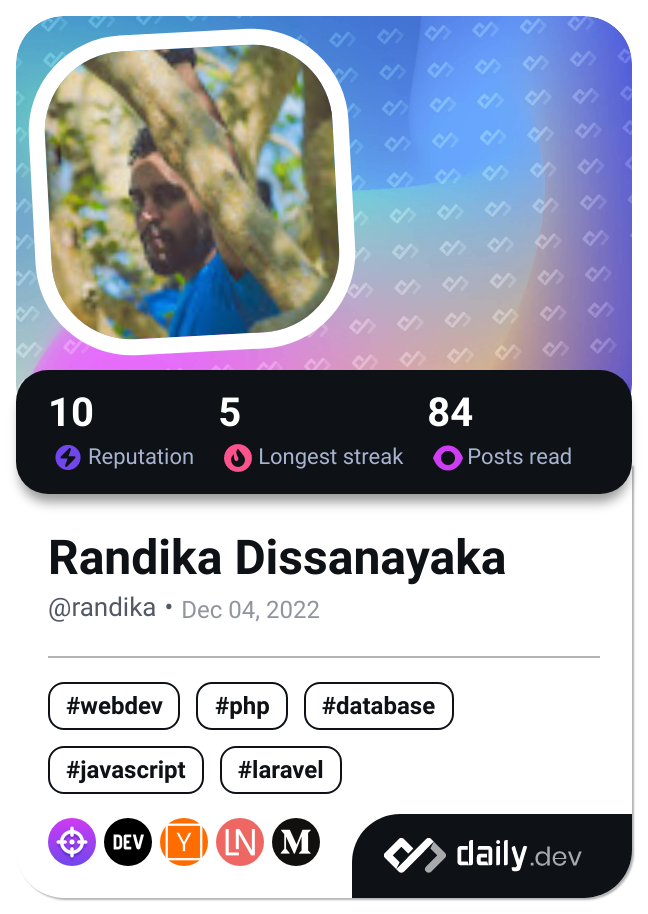 10 5 84
Reputation Longest streak Posts read
Randika Dissanayaka
@randika • Dec 04, 2022
#webdev #php #database
#javascript #laravel
DEV Y LN M daily.dev